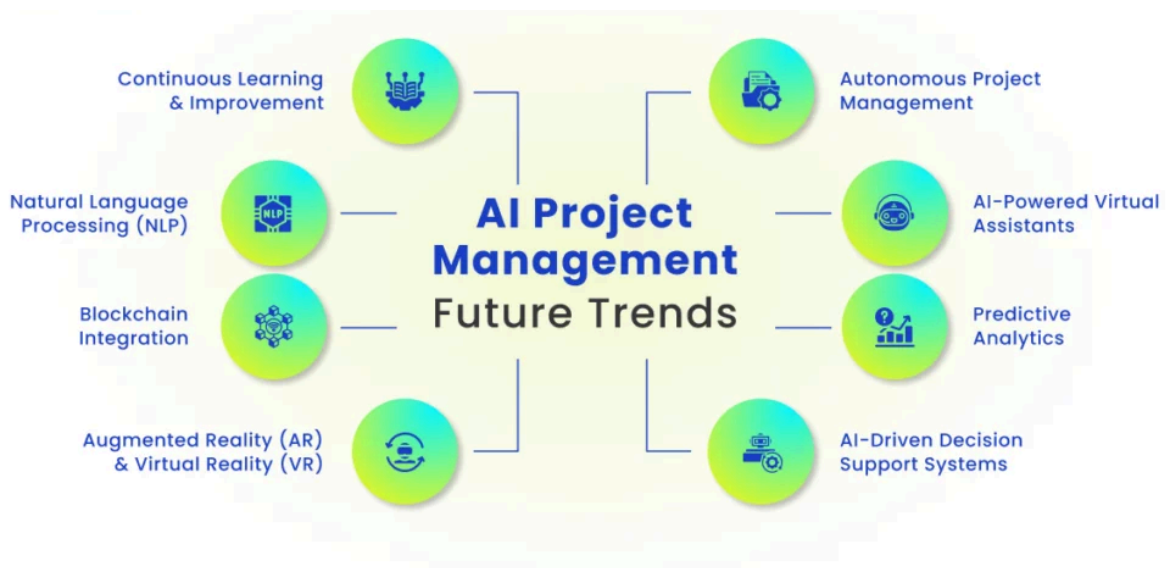 Continuous Learning
& Improvement
Autonomous Project
Management
Natural Language
Processing (NLP)
NLP
AI Project
Management
Future Trends
AI-Powered Virtual
Assistants
Blockchain
Integration
?
Predictive
Analytics
Augmented Reality (AR)
& Virtual Reality (VR)
AI-Driven Decision
Support Systems